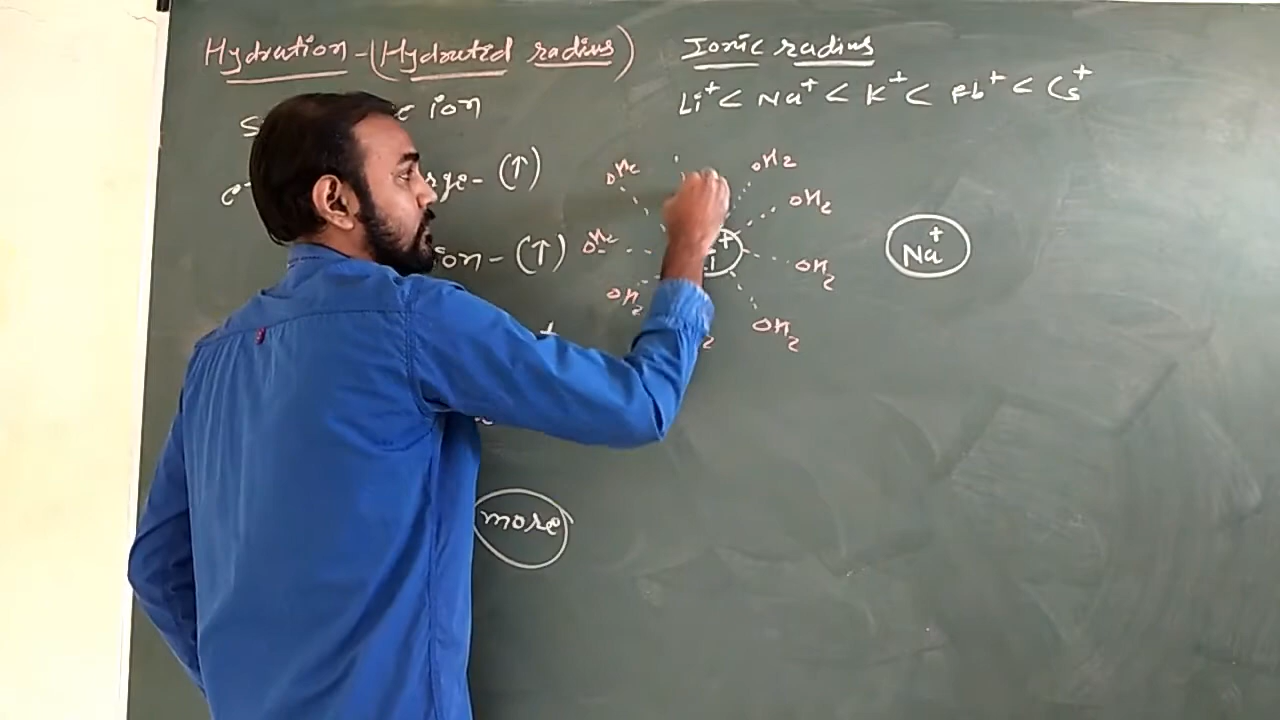 Hydration-(Hydrated radius)
Ionic radius
Li⁺ < Na⁺ < K⁺ < Rb⁺ < Cs⁺
ion
- (↑)
ion - (↑)
OH₂ OH₂
OH₂
OH₂ OH₂
OH₂ OH₂
Na⁺
+
more